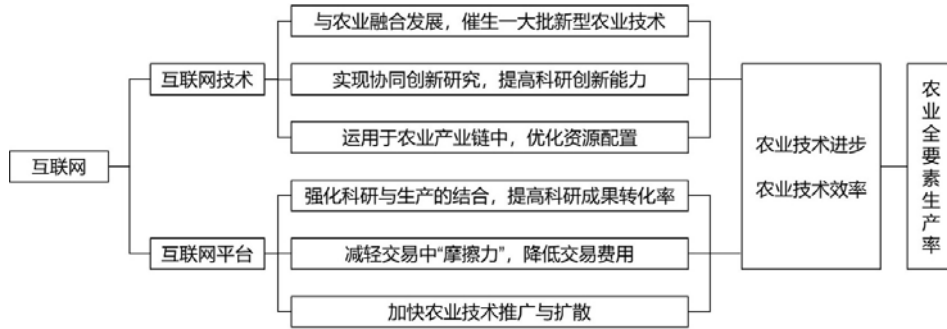 互联网
互联网技术
与农业融合发展，催生一大批新型农业技术
实现协同创新研究，提高科研创新能力
运用于农业产业链中，优化资源配置
互联网平台
强化科研与生产的结合，提高科研成果转化率
减轻交易中“摩擦力”，降低交易费用
加快农业技术推广与扩散
农业技术进步
农业技术效率
农业全要素生产率